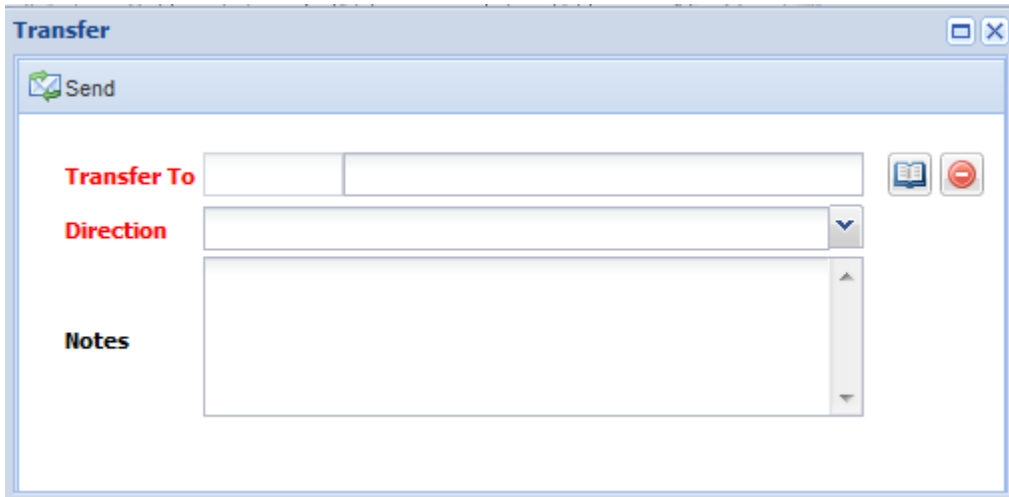 Transfer
Send
Transfer To
Direction
Notes